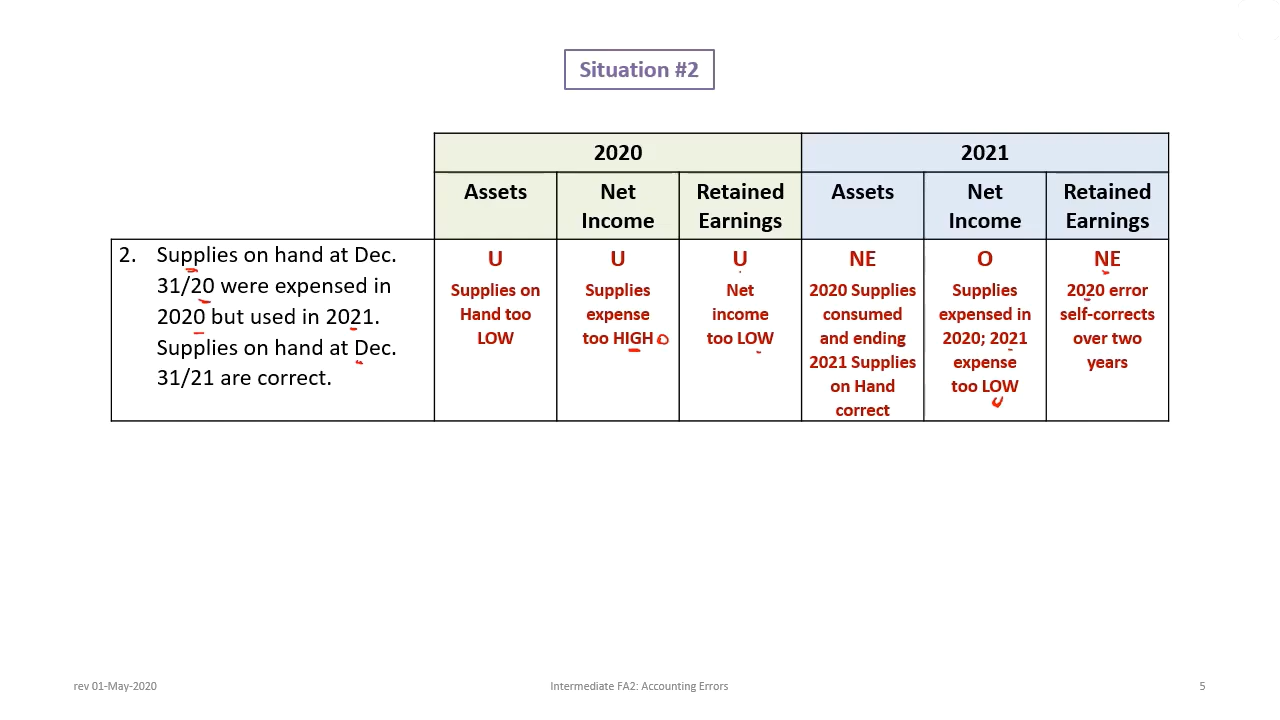 Situation #2
2020 2021
Assets Net Income Retained Earnings Assets Net Income Retained Earnings
2. Supplies on hand at Dec.
31/20 were expensed in
2020 but used in 2021.
Supplies on hand at Dec.
31/21 are correct.
U
Supplies on
Hand too
LOW
U
Supplies
expense
too HIGH
U
Net
income
too LOW
NE
2020 Supplies
consumed
and ending
2021 Supplies
on Hand
correct
O
Supplies
expensed in
2020; 2021
expense
too LOW
NE
2020 error
self-corrects
over two
years
rev 01-May-2020 Intermediate FA2: Accounting Errors 5